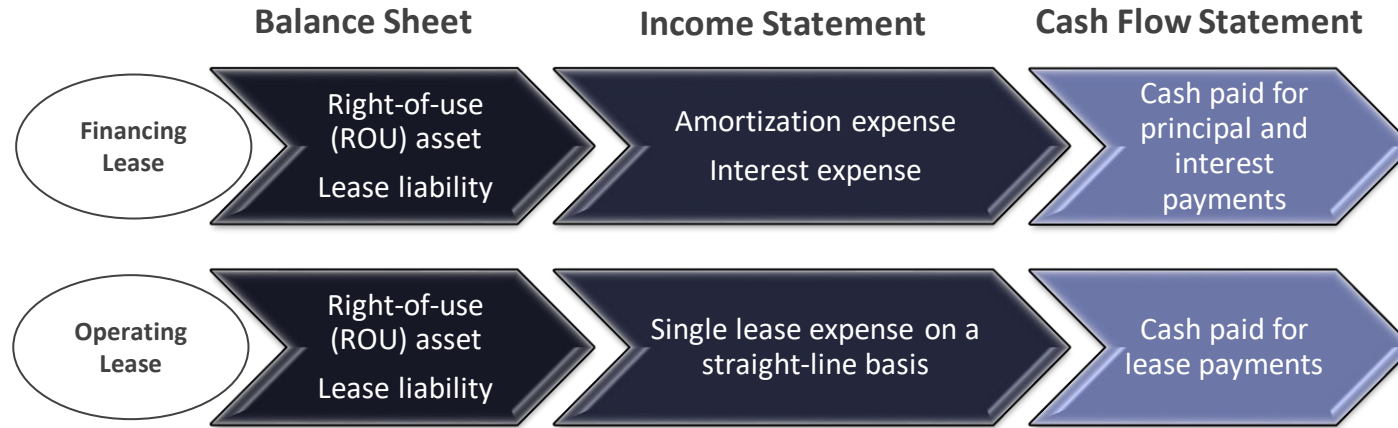 Balance Sheet
Income Statement
Cash Flow Statement
Financing
Lease
Right-of-use
(ROU) asset
Lease liability
Amortization expense
Interest expense
Cash paid for
principal and
interest
payments
Operating
Lease
Right-of-use
(ROU) asset
Lease liability
Single lease expense on a
straight-line basis
Cash paid for
lease payments